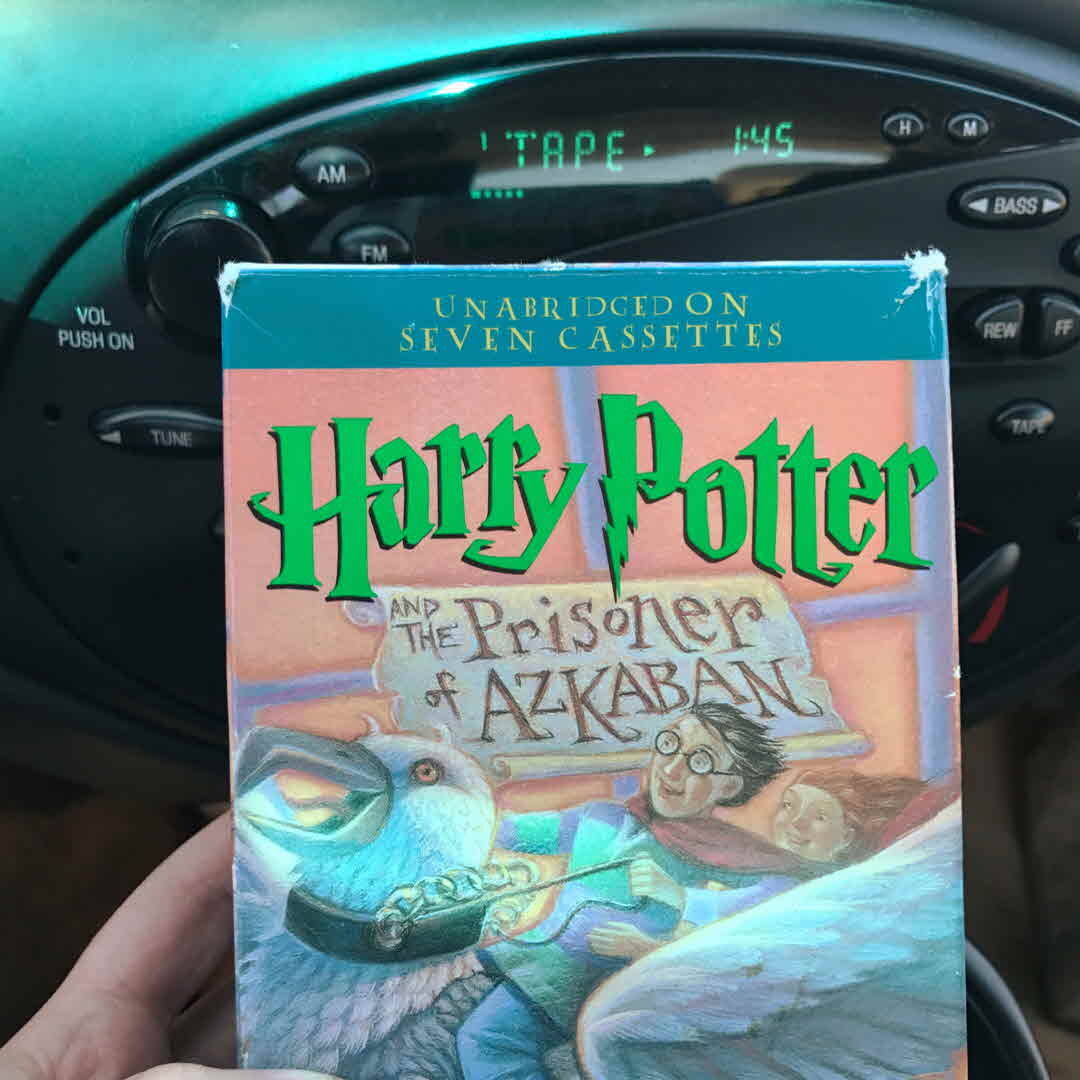 TAPE
1:45
H
M
AM
◄ BASS ►
FM
VOL
PUSH ON
REW
FF
◄ TUNE
TAPE
UNABRIDGED ON
SEVEN CASSETTES
Harry Potter
AND
THE Prisoner
of AZKABAN